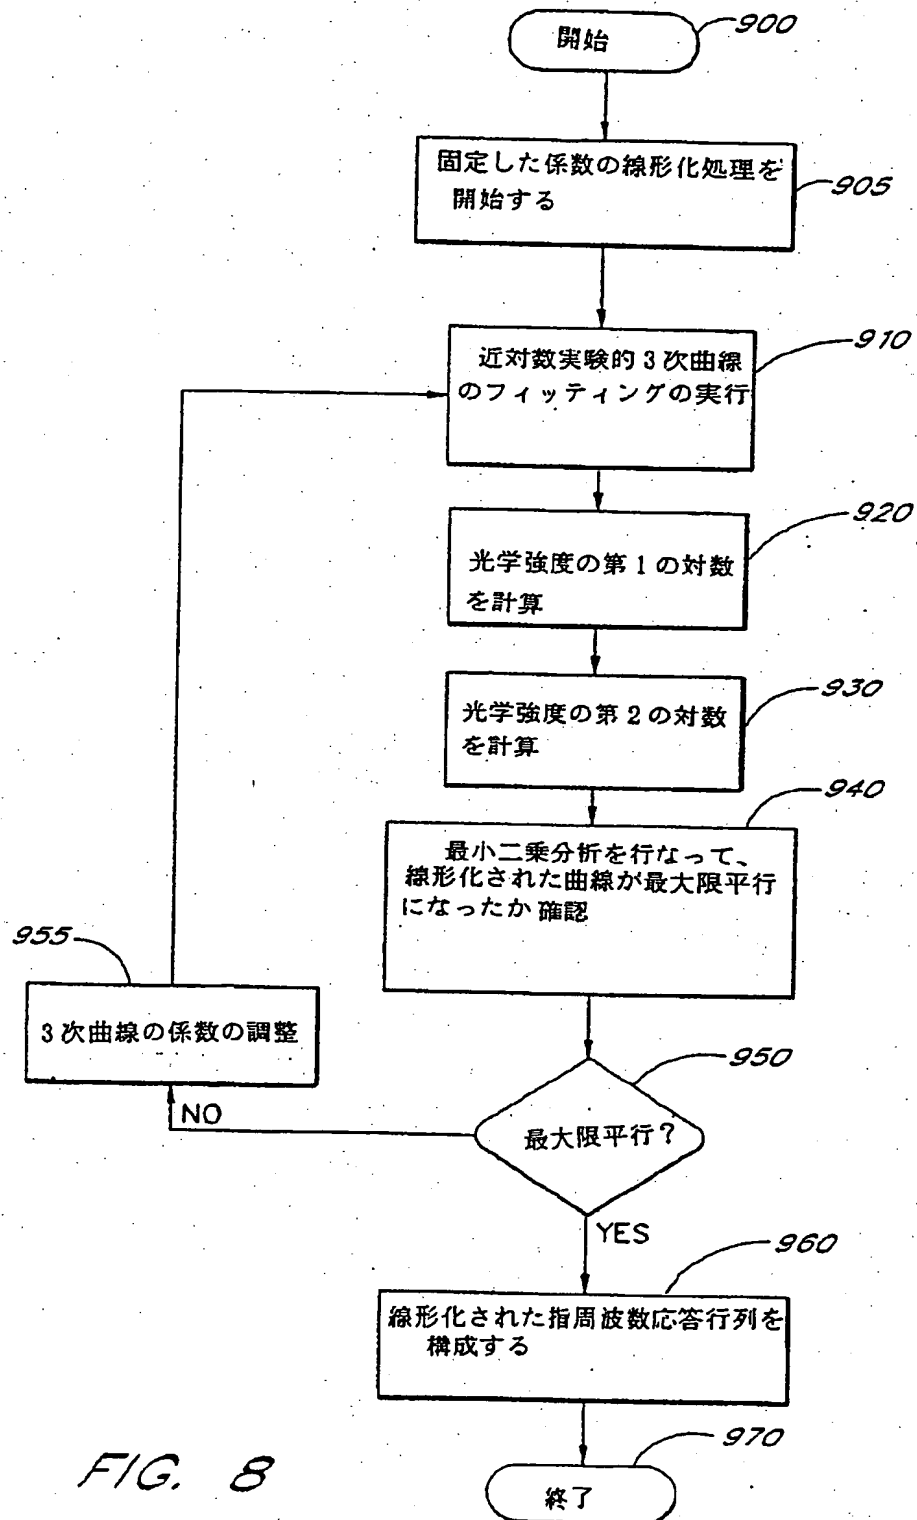 開始
900
固定した係数の線形化処理を
開始する
905
近対数実験的3次曲線
のフィッティングの実行
910
光学強度の第1の対数
を計算
920
光学強度の第2の対数
を計算
930
940
最小二乗分析を行なって、
線形化された曲線が最大限平行
になったか確認
955
3次曲線の係数の調整
950
最大限平行?
NO
YES
960
線形化された指周波数応答行列を
構成する
970
終了
FIG. 8